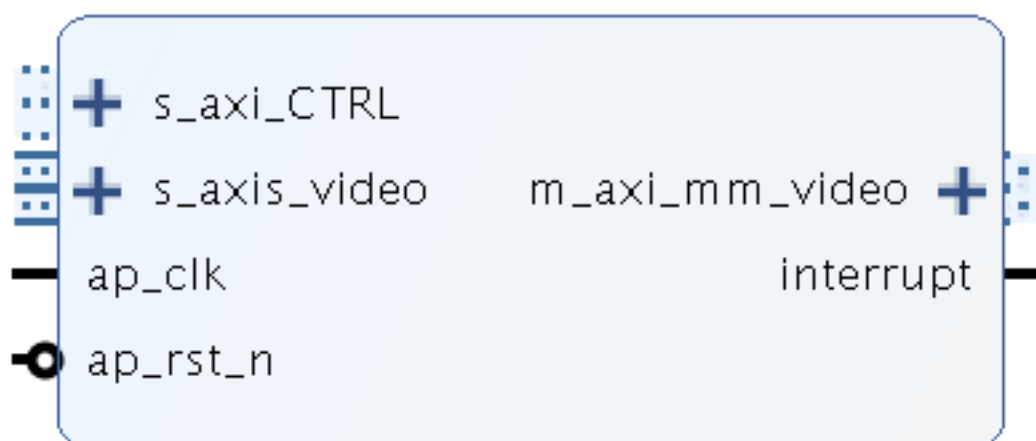 s_axi_CTRL
s_axis_video
m_axi_mm_video
ap_clk
interrupt
ap_rst_n